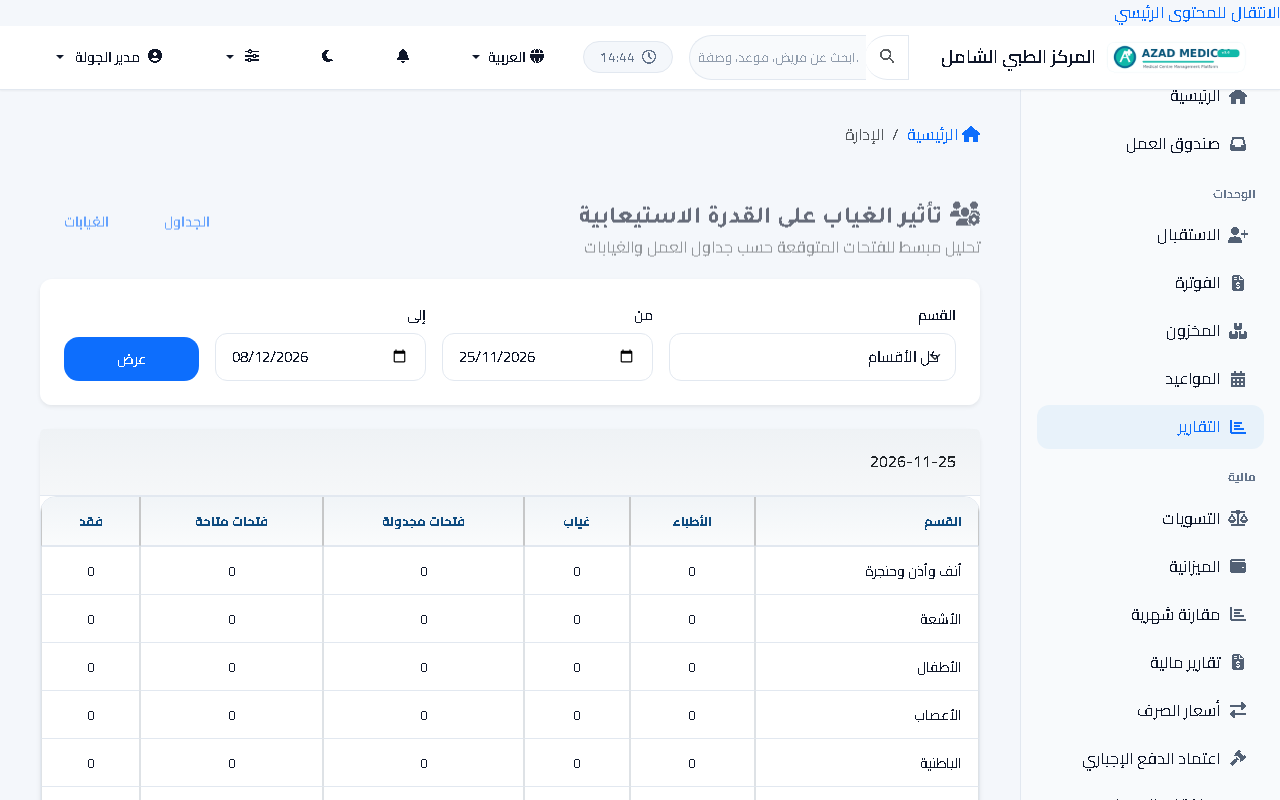 الانتقال للمحتوى الرئيسي
AZAD MEDIC
Medical Centre Management Platform
المركز الطبي الشامل
ابحث عن مريض، موعد، وصفة.
14:44
العربية
مدير الجولة
الرئيسية
صندوق العمل
الوحدات
الاستقبال
الفوترة
المخزون
المواعيد
التقارير
مالية
التسويات
الميزانية
مقارنة شهرية
تقارير مالية
أسعار الصرف
اعتماد الدفع الإجباري
الرئيسية / الإدارة
تأثير الغياب على القدرة الاستيعابية
تحليل مبسط للفتحات المتوقعة حسب جداول العمل والغيابات
الجداول
الغيابات
القسم
كل الأقسام
من
25/11/2026
إلى
08/12/2026
عرض
2026-11-25
القسم الأطباء غياب فتحات مجدولة فتحات متاحة فقد
أنف وأذن وحنجرة 0 0 0 0 0
الأشعة 0 0 0 0 0
الأطفال 0 0 0 0 0
الأعصاب 0 0 0 0 0
الباطنية 0 0 0 0 0